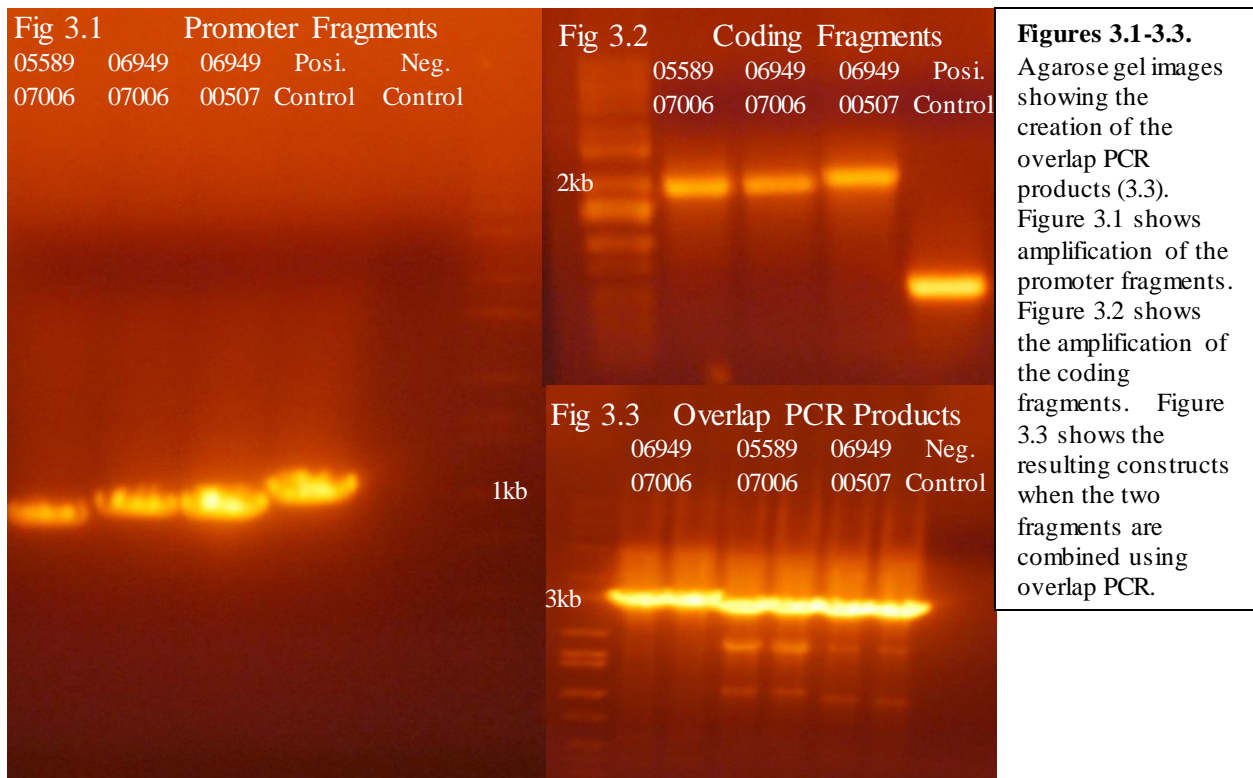 Fig 3.1 Promoter Fragments
05589 06949 06949 Posi. Neg.
07006 07006 00507 Control Control
1kb
Fig 3.2 Coding Fragments
05589 06949 06949 Posi.
07006 07006 00507 Control
2kb
Fig 3.3 Overlap PCR Products
06949 05589 06949 Neg.
07006 07006 00507 Control
3kb
Figures 3.1-3.3.
Agarose gel images
showing the
creation of the
overlap PCR
products (3.3).
Figure 3.1 shows
amplification of the
promoter fragments.
Figure 3.2 shows
the amplification of
the coding
fragments. Figure
3.3 shows the
resulting constructs
when the two
fragments are
combined using
overlap PCR.